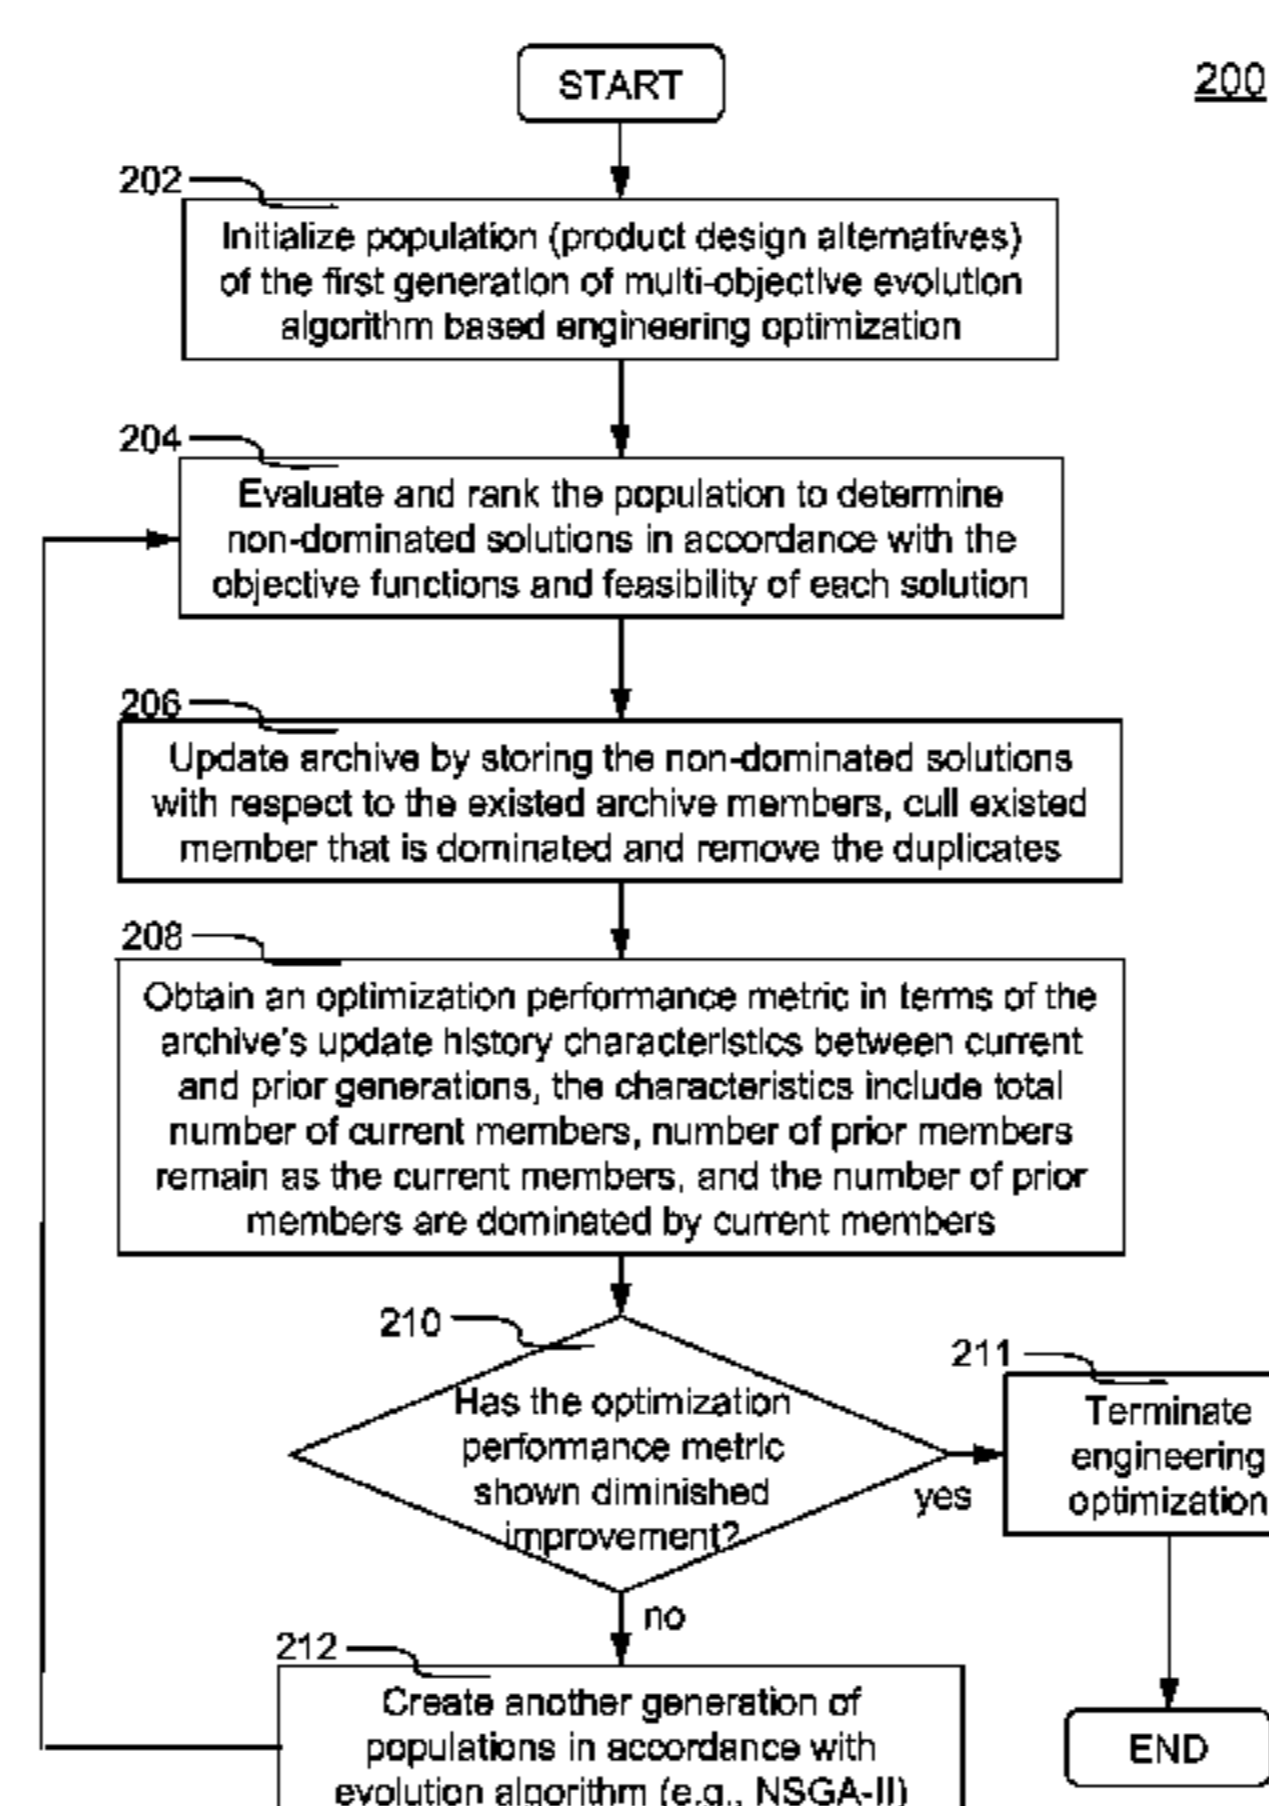 START
200
202
Initialize population (product design alternatives)
of the first generation of multi-objective evolution
algorithm based engineering optimization
204
Evaluate and rank the population to determine
non-dominated solutions in accordance with the
objective functions and feasibility of each solution
206
Update archive by storing the non-dominated solutions
with respect to the existed archive members, cull existed
member that is dominated and remove the duplicates
208
Obtain an optimization performance metric in terms of the
archive's update history characteristics between current
and prior generations, the characteristics include total
number of current members, number of prior members
remain as the current members, and the number of prior
members are dominated by current members
210
Has the optimization
performance metric
shown diminished
improvement?
yes
211
Terminate
engineering
optimization
no
212
Create another generation of
populations in accordance with
evolution algorithm (e.g., NSGA-II)
END